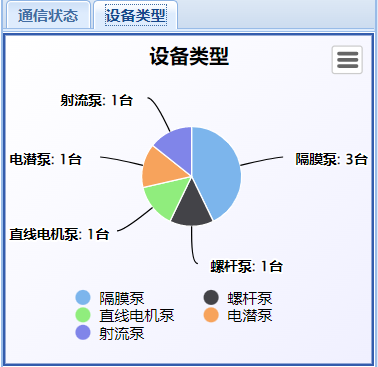 通信状态 设备类型
设备类型
射流泵: 1台
电潜泵: 1台 隔膜泵: 3台
直线电机泵: 1台
螺杆泵: 1台
隔膜泵 螺杆泵
直线电机泵 电潜泵
射流泵